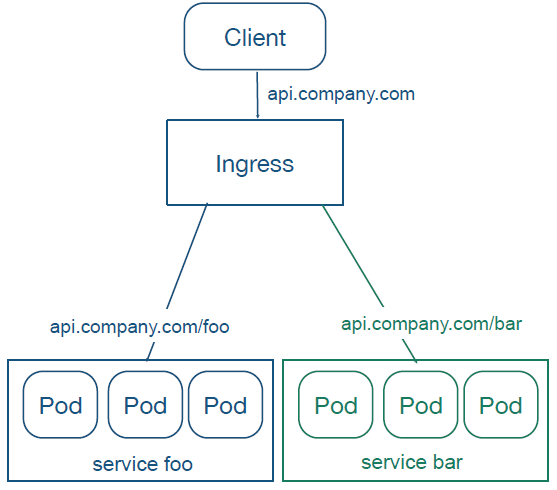 Client
api.company.com
Ingress
api.company.com/foo
api.company.com/bar
Pod Pod Pod
service foo
Pod Pod Pod
service bar